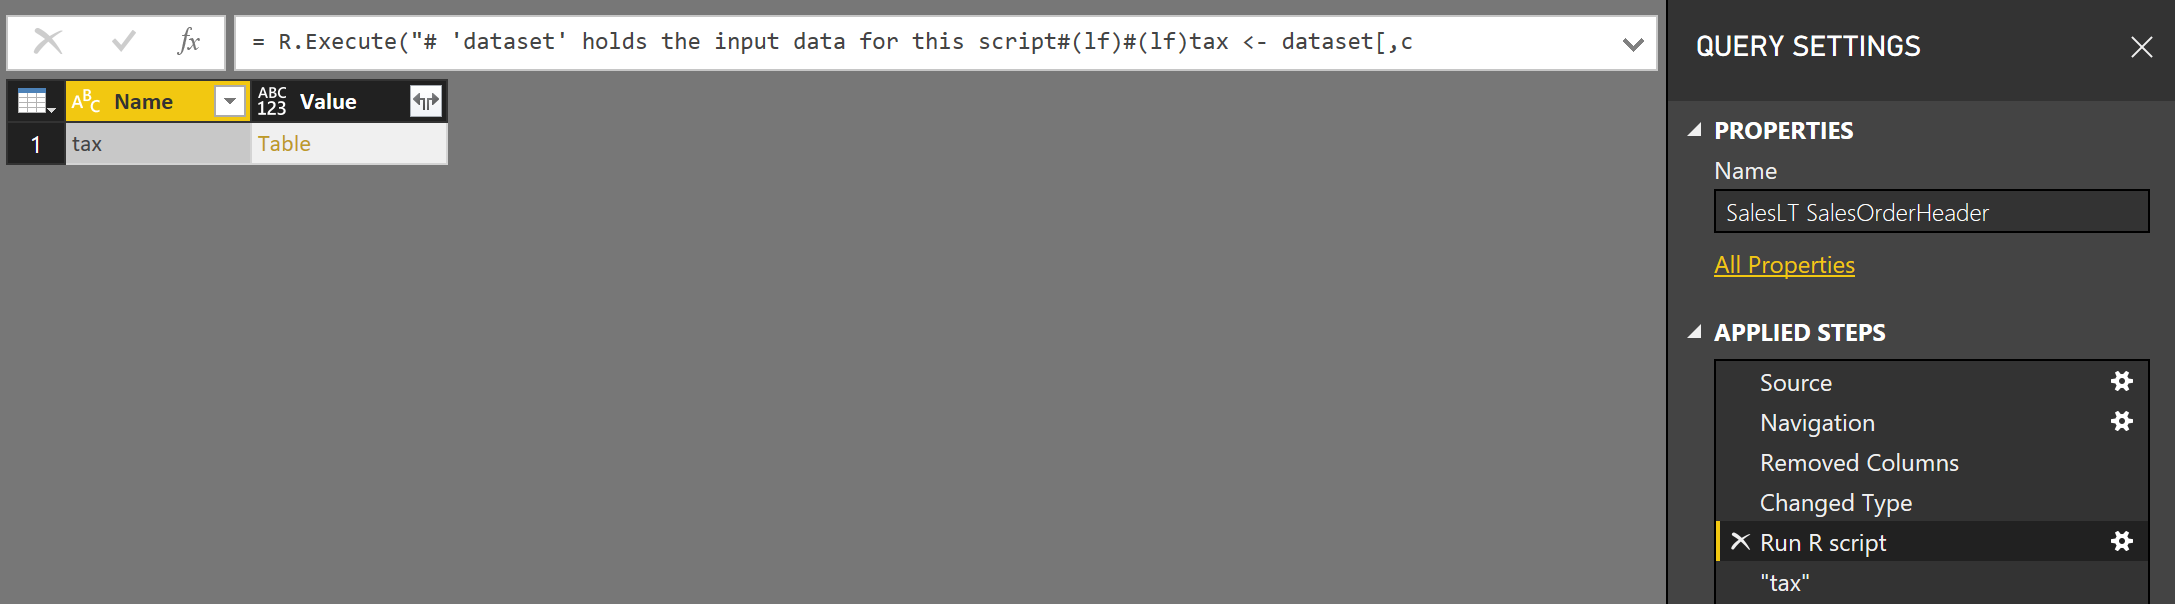 fx
= R.Execute("# 'dataset' holds the input data for this script#(lf)#(lf)tax <- dataset[,c
ABC Name ABC 123 Value
1 tax Table
QUERY SETTINGS
PROPERTIES
Name
SalesLT SalesOrderHeader
All Properties
APPLIED STEPS
Source
Navigation
Removed Columns
Changed Type
Run R script
"tax"